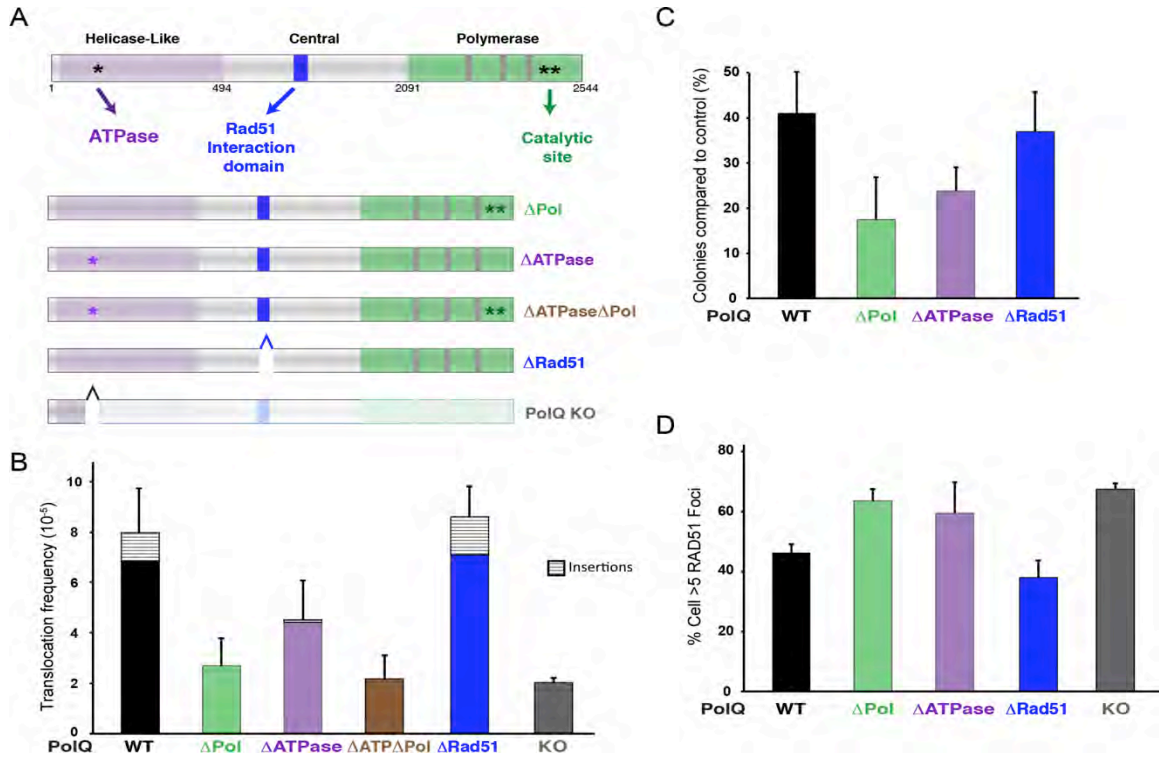 A
Helicase-Like Central Polymerase
* **
1 494 2091 2544
ATPase
Rad51
Interaction
domain
Catalytic
site
** ΔPol
* ΔATPase
* ** ΔATPaseΔPol
ΔRad51
PolQ KO
B
Translocation frequency (10⁻⁵)
10
8
6
4
2
0
Insertions
PolQ WT ΔPol ΔATPase ΔATPΔPol ΔRad51 KO
C
Colonies compared to control (%)
50
40
30
20
10
0
PolQ WT ΔPol ΔATPase ΔRad51
D
% Cell >5 RAD51 Foci
80
60
40
20
0
PolQ WT ΔPol ΔATPase ΔRad51 KO